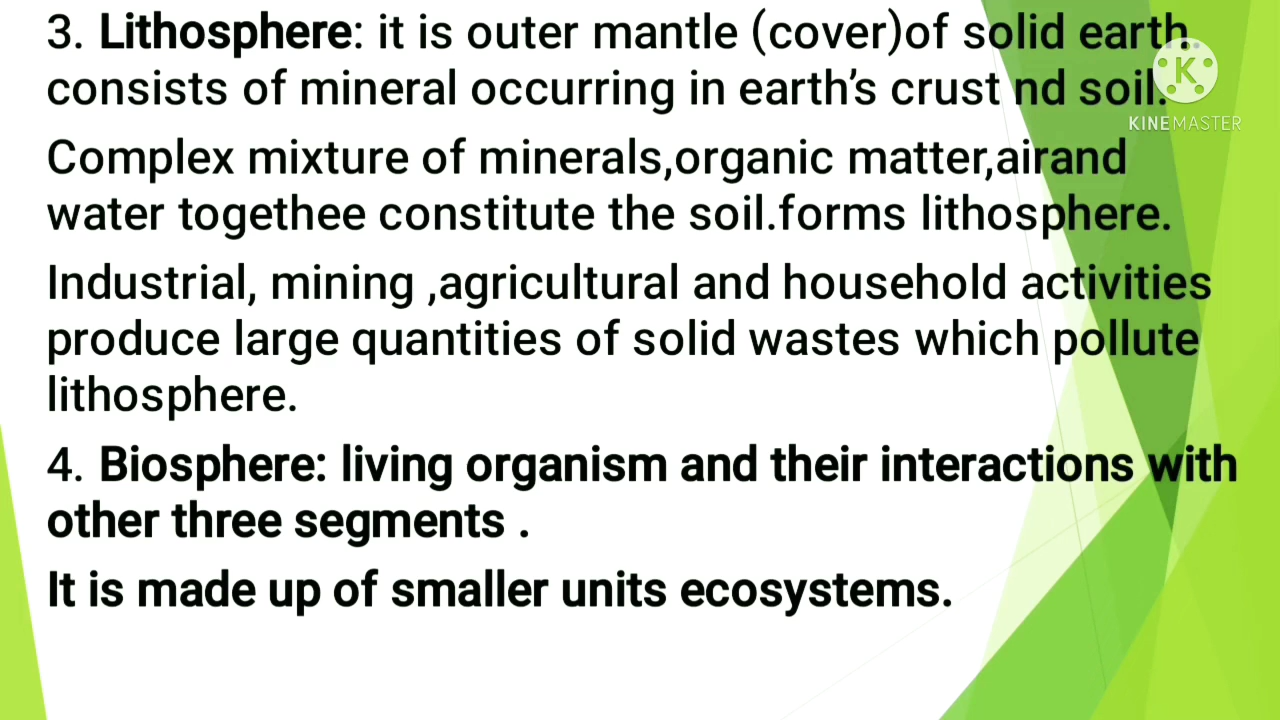 3. Lithosphere: it is outer mantle (cover)of solid earth.
consists of mineral occurring in earth’s crust nd soil.
KINEMASTER
Complex mixture of minerals,organic matter,airand
water togethee constitute the soil.forms lithosphere.
Industrial, mining ,agricultural and household activities
produce large quantities of solid wastes which pollute
lithosphere.
4. Biosphere: living organism and their interactions with
other three segments .
It is made up of smaller units ecosystems.